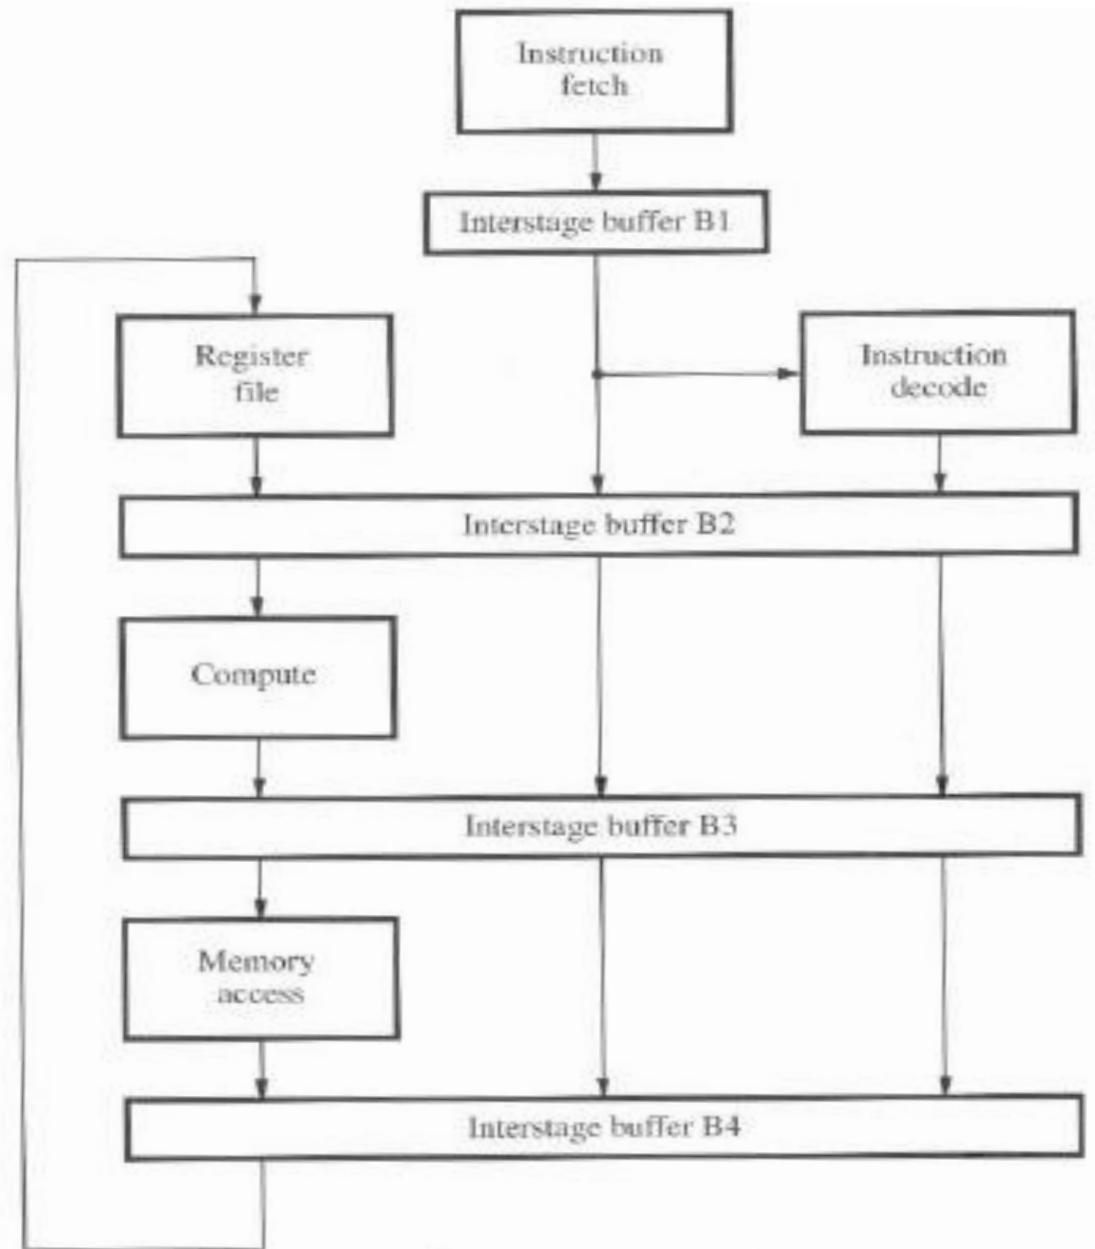 Instruction
fetch
Interstage buffer B1
Register
file
Instruction
decode
Interstage buffer B2
Compute
Interstage buffer B3
Memory
access
Interstage buffer B4